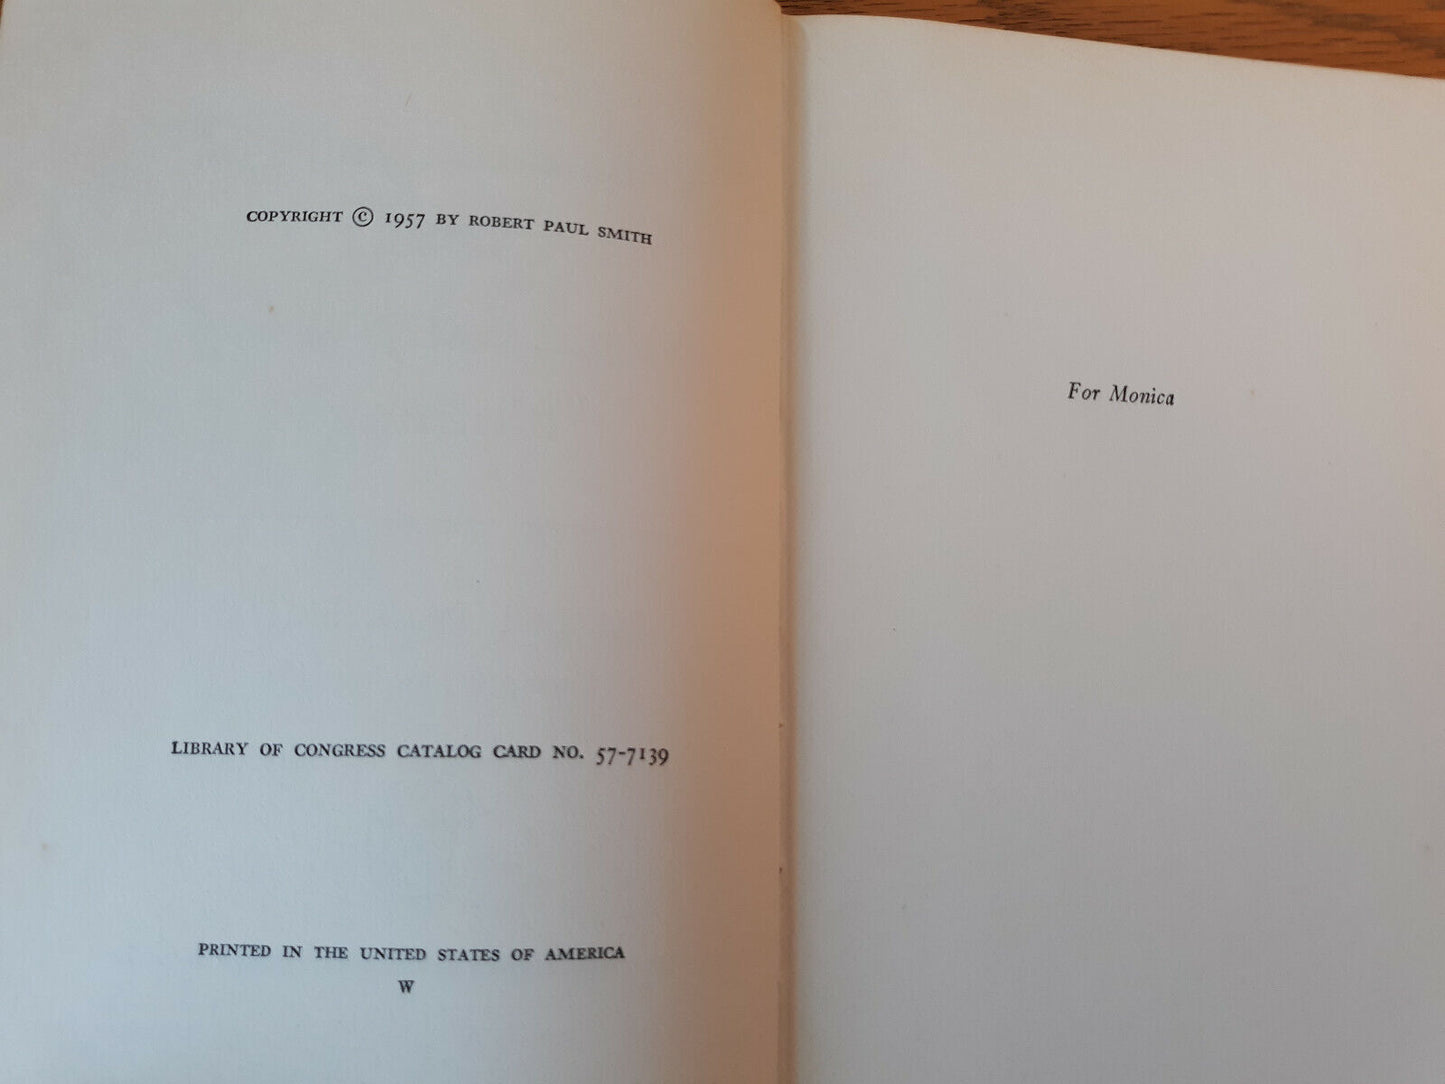 COPYRIGHT © 1957 BY ROBERT PAUL SMITH
LIBRARY OF CONGRESS CATALOG CARD NO. 57-7139
PRINTED IN THE UNITED STATES OF AMERICA
W
For Monica